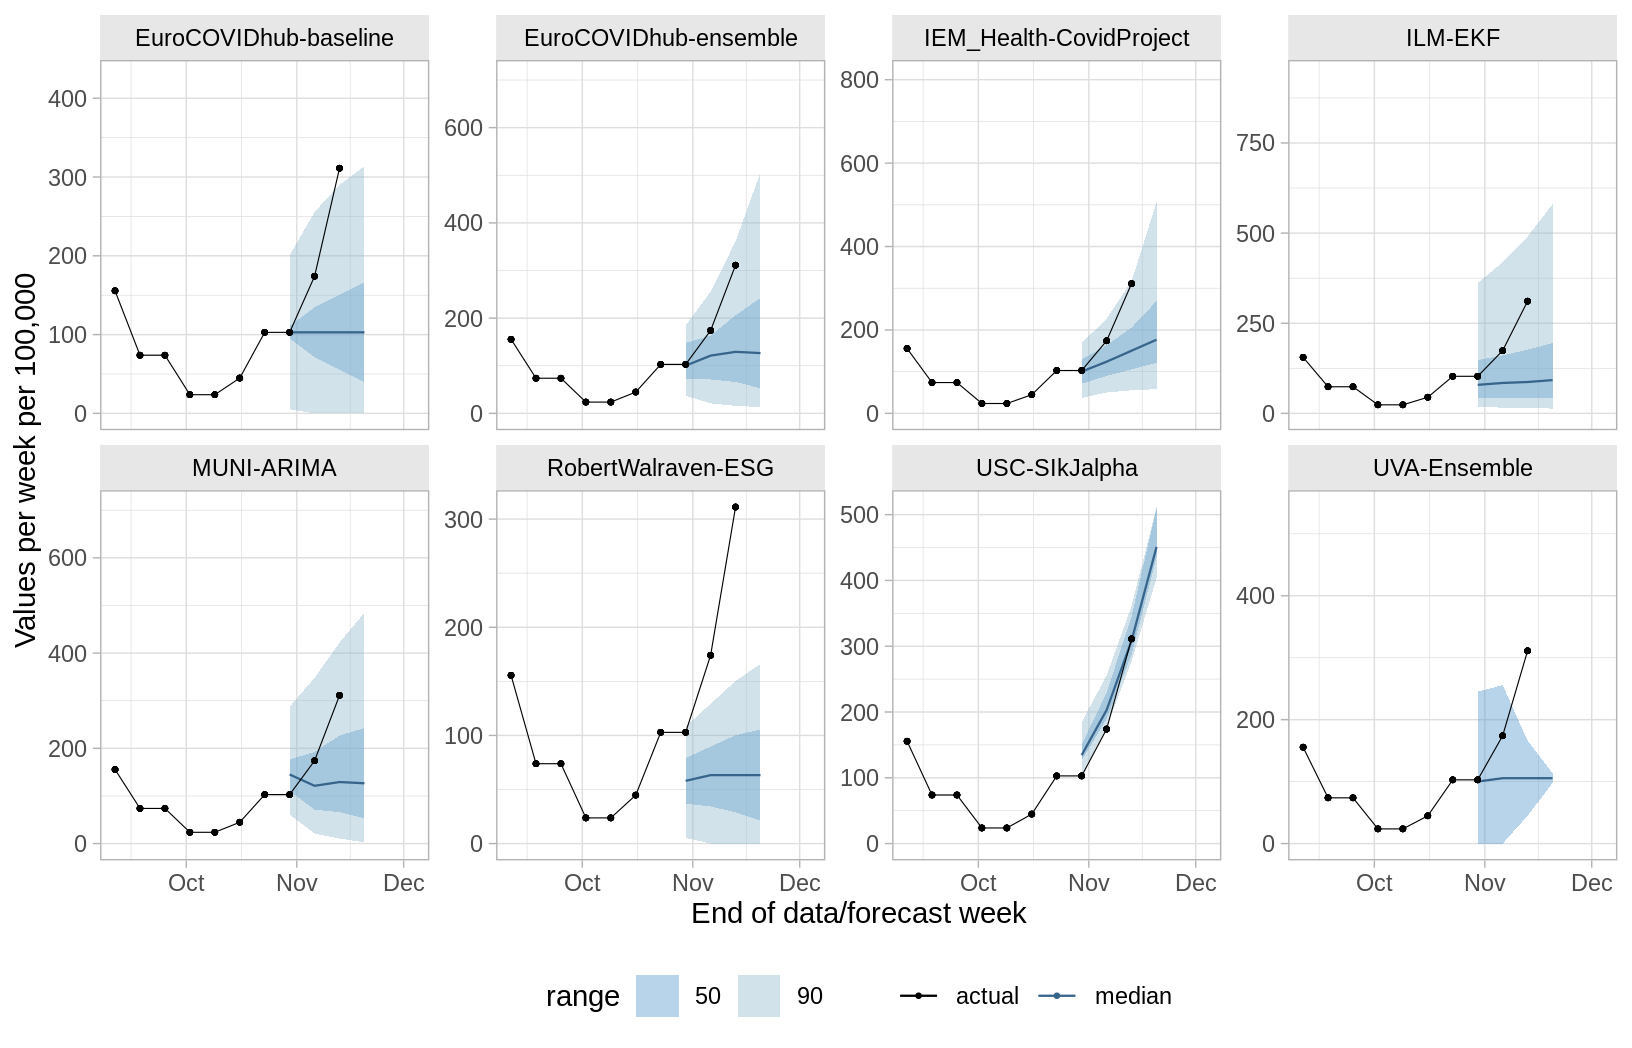 EuroCOVIDhub-baseline EuroCOVIDhub-ensemble IEM_Health-CovidProject ILM-EKF
400 300 200 100 0
600 400 200 0
800 600 400 200 0
750 500 250 0
Values per week per 100,000
MUNI-ARIMA RobertWalraven-ESG USC-SIkJalpha UVA-Ensemble
600 400 200 0
300 200 100 0
500 400 300 200 100 0
400 200 0
Oct Nov Dec Oct Nov Dec Oct Nov Dec Oct Nov Dec
End of data/forecast week
range 50 90 actual median